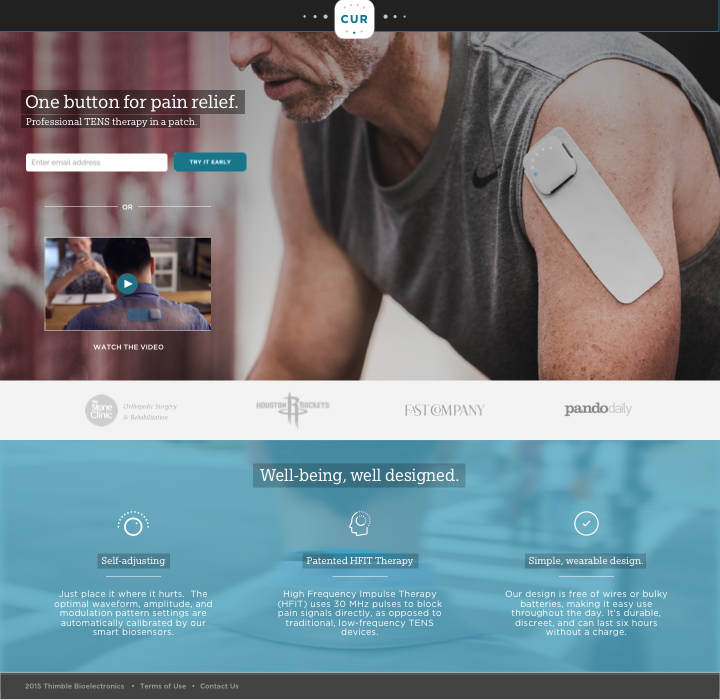 CUR
One button for pain relief.
Professional TENS therapy in a patch.
Enter email address
TRY IT EARLY
OR
WATCH THE VIDEO
The
Stone
Clinic
Orthopedic Surgery
& Rehabilitation
HOUSTON ROCKETS
FAST COMPANY
pandodaily
Well-being, well designed.
Self-adjusting
Just place it where it hurts. The
optimal waveform, amplitude, and
modulation pattern settings are
automatically calibrated by our
smart biosensors.
Patented HFIT Therapy
High Frequency Impulse Therapy
(HFIT) uses 30 MHz pulses to block
pain signals directly, as opposed to
traditional, low-frequency TENS
devices.
Simple, wearable design.
Our design is free of wires or bulky
batteries, making it easy use
throughout the day. It's durable,
discreet, and can last six hours
without a charge.
2015 Thimble Bioelectronics • Terms of Use • Contact Us